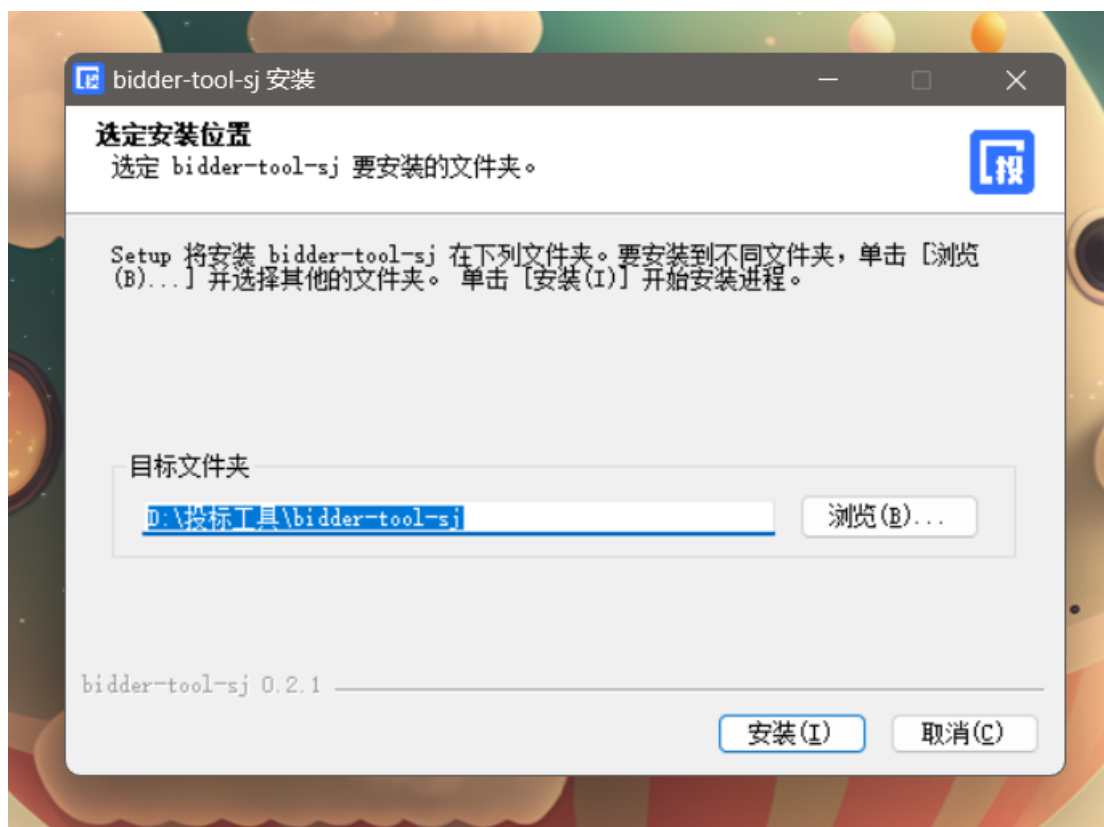 bidder-tool-sj 安装
选定安装位置
选定 bidder-tool-sj 要安装的文件夹。
投
Setup 将安装 bidder-tool-sj 在下列文件夹。要安装到不同文件夹，单击 [浏览
(B)...] 并选择其他的文件夹。 单击 [安装(I)] 开始安装进程。
目标文件夹
D:\投标工具\bidder-tool-sj
浏览(B)...
bidder-tool-sj 0.2.1
安装(I)
取消(C)